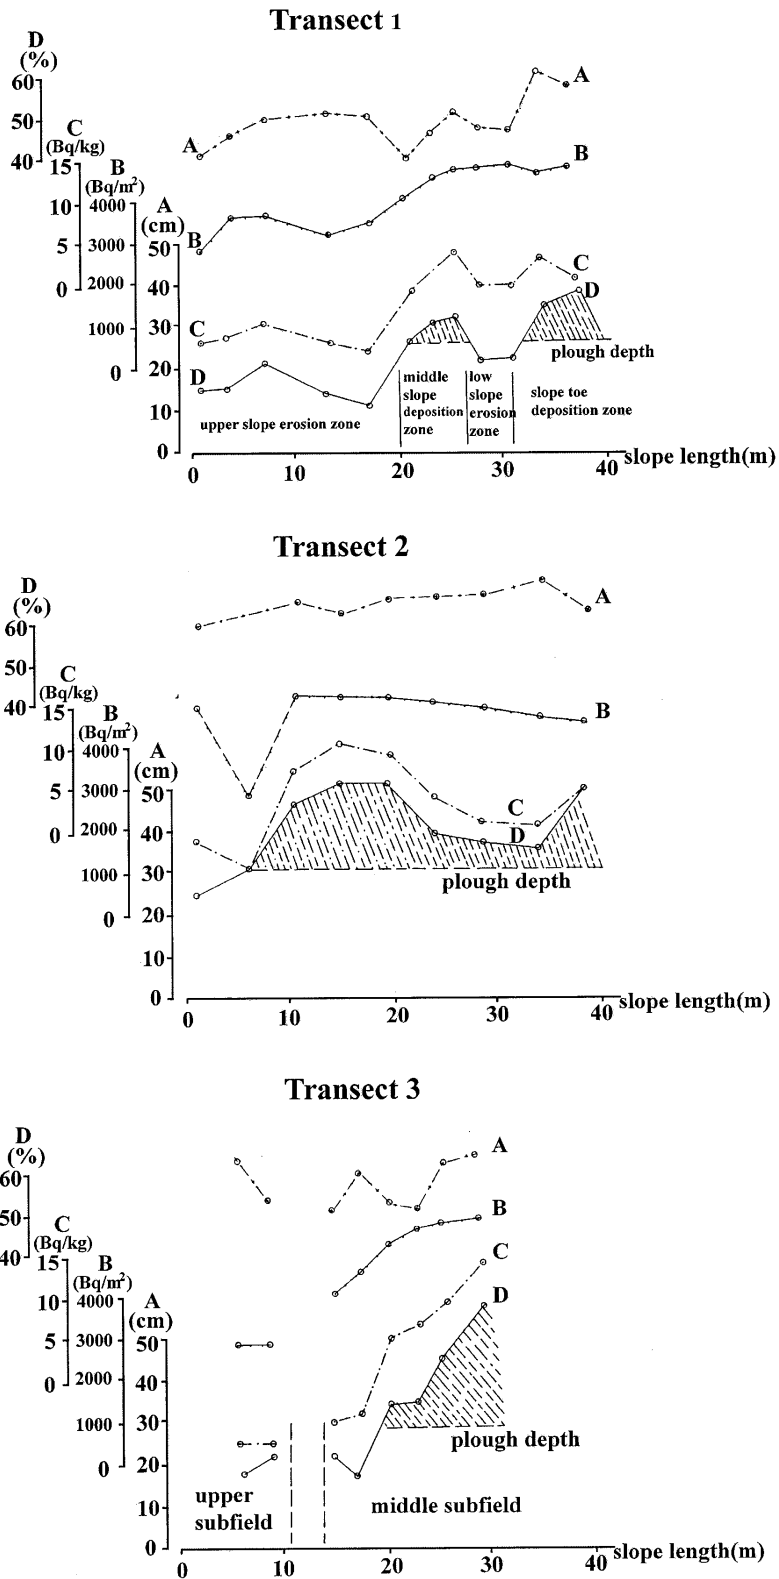 Transect 1
D
(%)
60
50
40
C
(Bq/kg)
15
10
5
0
B
(Bq/m²)
4000
3000
2000
1000
0
A
(cm)
50
40
30
20
10
0
A
A
B
B
C
C
D
D
plough depth
upper slope erosion zone
middle
slope
deposition
zone
low
slope
erosion
zone
slope toe
deposition zone
0
10
20
30
40
slope length(m)
Transect 2
D
(%)
60
50
40
C
(Bq/kg)
15
10
5
0
B
(Bq/m²)
4000
3000
2000
1000
0
A
(cm)
50
40
30
20
10
0
A
B
C
D
plough depth
0
10
20
30
40
slope length(m)
Transect 3
D
(%)
60
50
40
C
(Bq/kg)
15
10
5
0
B
(Bq/m²)
4000
3000
2000
1000
0
A
(cm)
50
40
30
20
10
0
A
B
C
D
plough depth
upper
subfield
middle subfield
0
10
20
30
40
slope length(m)